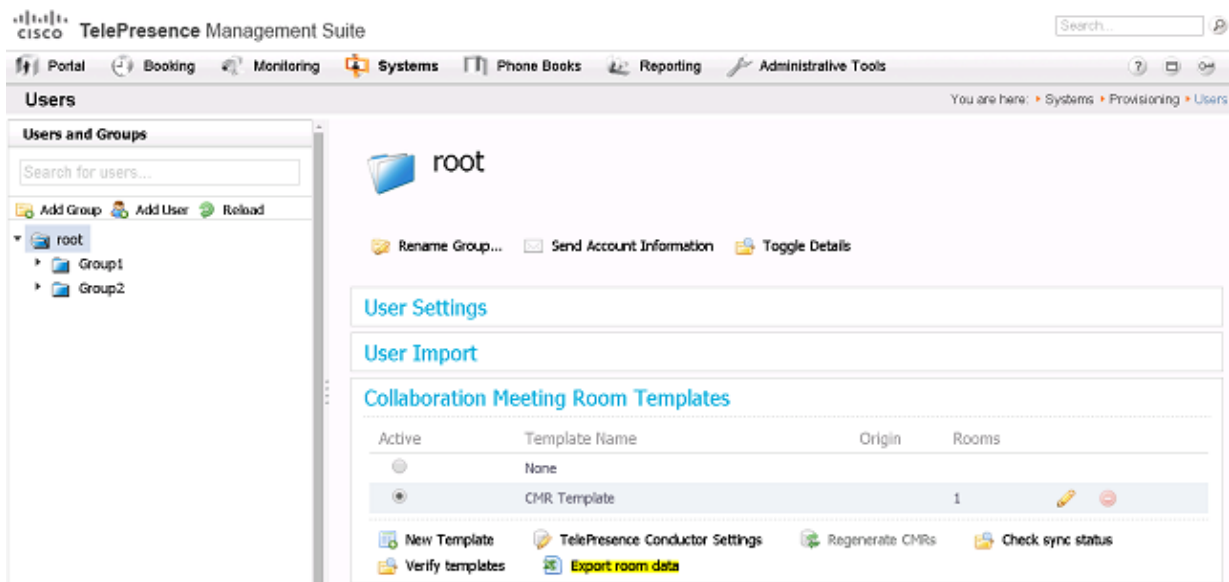 CISCO TelePresence Management Suite
Search...
Portal Booking Monitoring Systems Phone Books Reporting Administrative Tools ?
Users
You are here: Systems Provisioning Users
Users and Groups
Search for users...
Add Group Add User Reload
root
Group1
Group2
root
Rename Group... Send Account Information Toggle Details
User Settings
User Import
Collaboration Meeting Room Templates
Active Template Name Origin Rooms
None
CMR Template 1
New Template TelePresence Conductor Settings Regenerate CMRs Check sync status
Verify templates Export room data